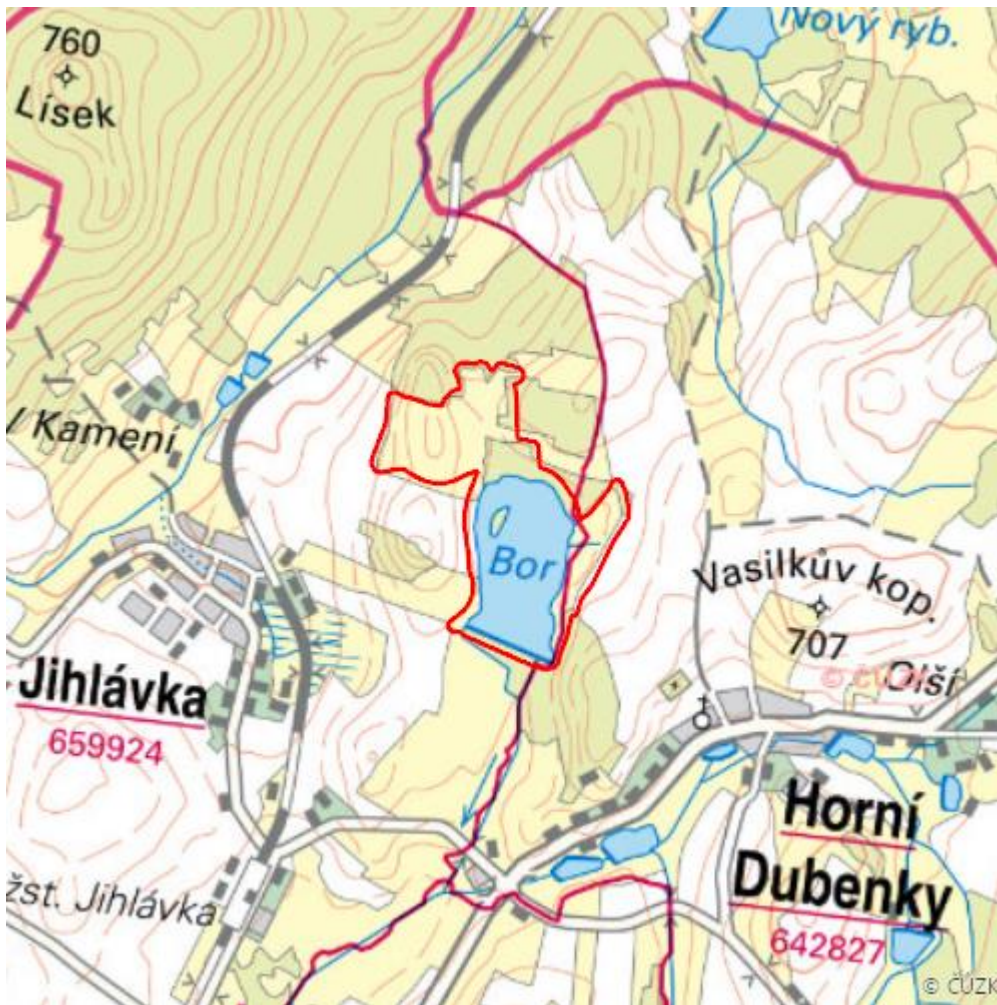 Nový ryb.
760
Lísek
/ Kamení
Bor
Vasilkův kop.
707
© ČÚZK
Olší
Jihlávka
659924
Horní
Dubenky
642827
žst. Jihlávka
© ČÚZK